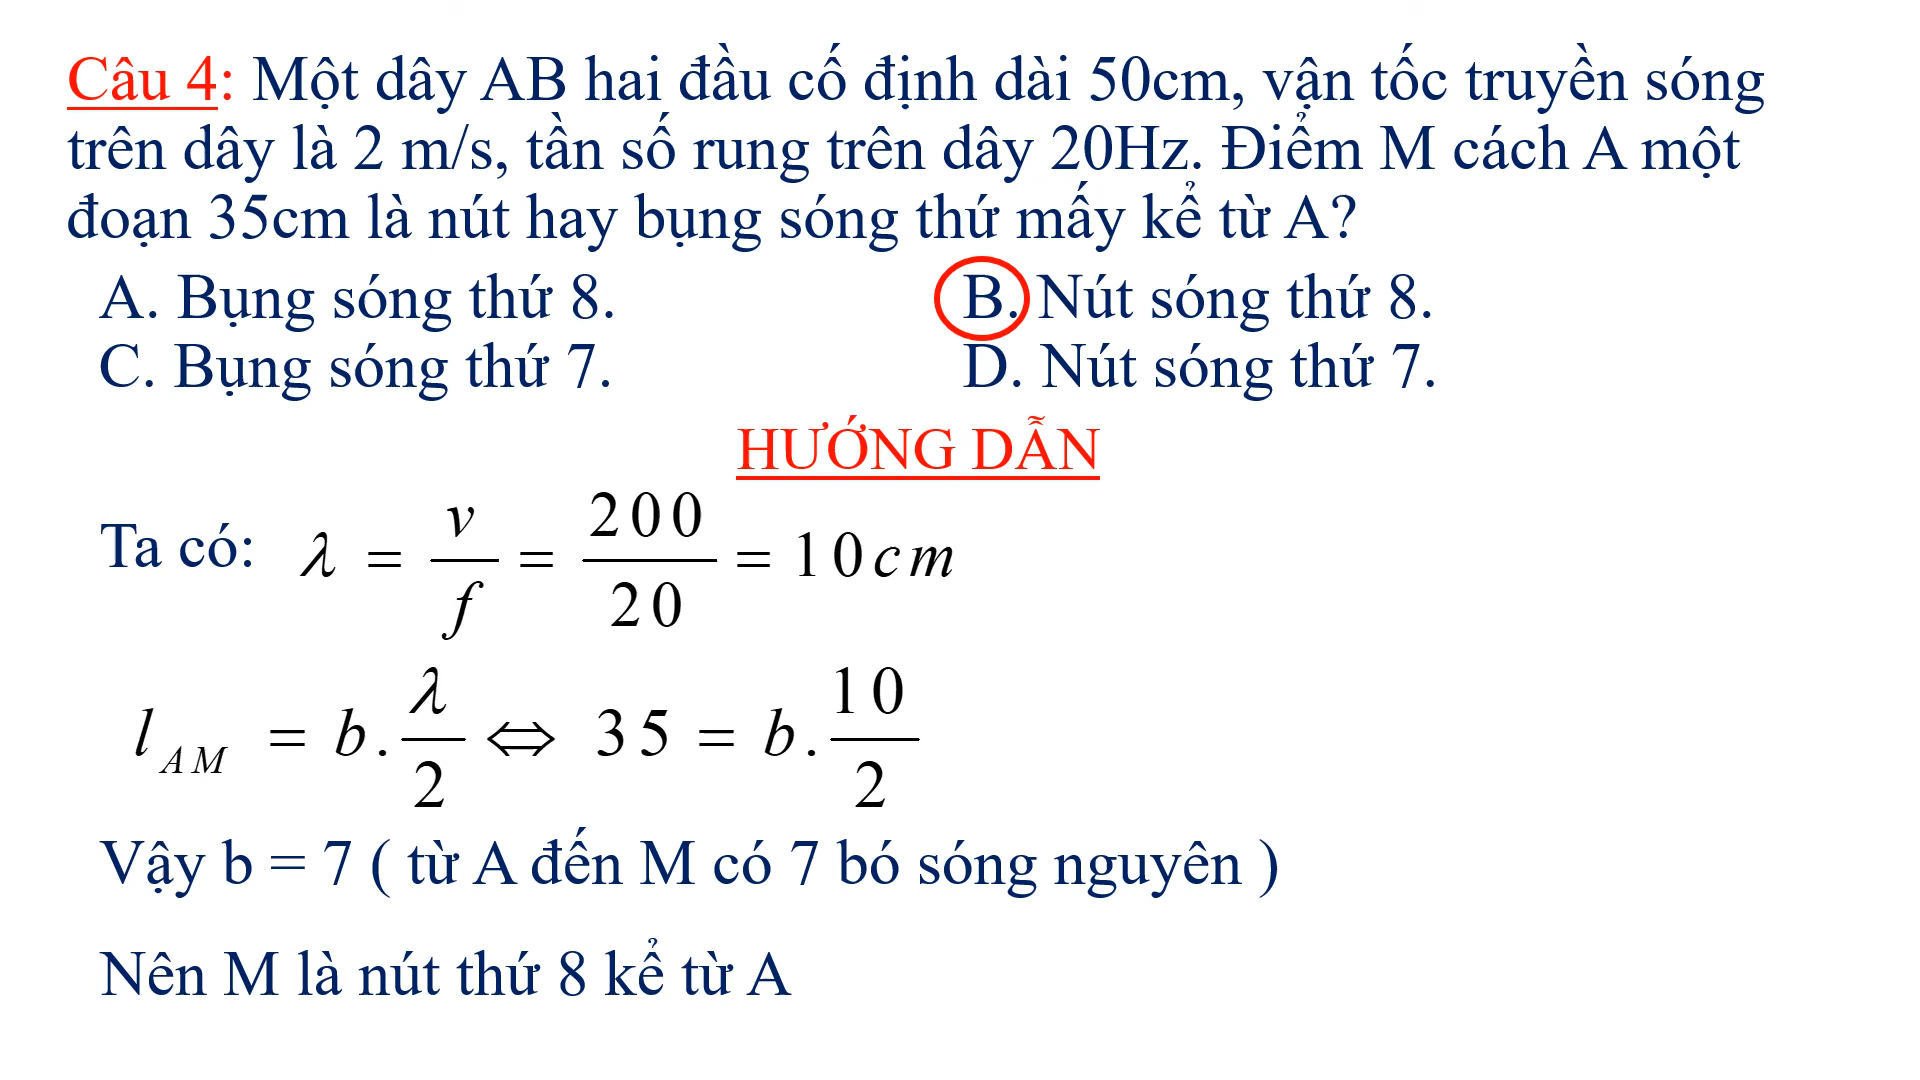 Câu 4: Một dây AB hai đầu cố định dài 50cm, vận tốc truyền sóng
trên dây là 2 m/s, tần số rung trên dây 20Hz. Điểm M cách A một
đoạn 35cm là nút hay bụng sóng thứ mấy kể từ A?
A. Bụng sóng thứ 8. B. Nút sóng thứ 8.
C. Bụng sóng thứ 7. D. Nút sóng thứ 7.
HƯỚNG DẪN
Ta có: λ = v/f = 200/20 = 10cm
l_AM = b.λ/2 ⇔ 35 = b.10/2
Vậy b = 7 ( từ A đến M có 7 bó sóng nguyên )
Nên M là nút thứ 8 kể từ A